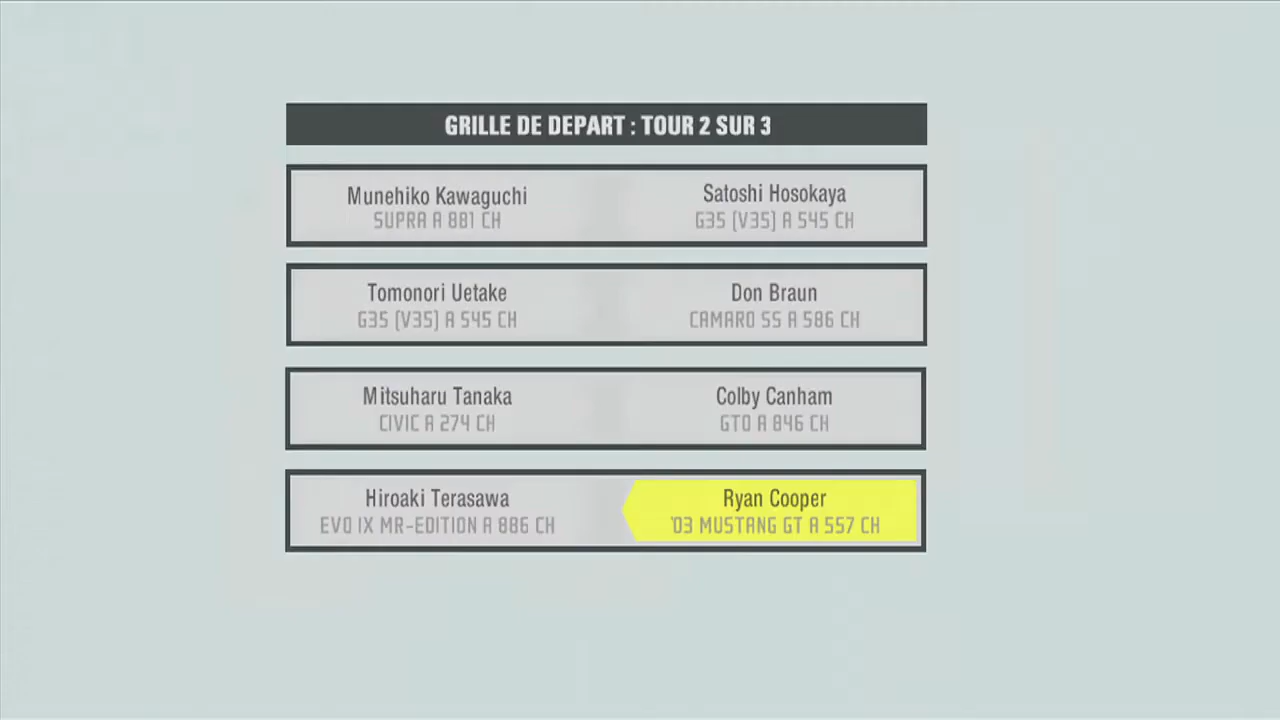 GRILLE DE DEPART : TOUR 2 SUR 3
Munehiko Kawaguchi
SUPRA A 881 CH
Satoshi Hosokaya
G35 (V35) A 545 CH
Tomonori Uetake
G35 (V35) A 545 CH
Don Braun
CAMARO SS A 586 CH
Mitsuharu Tanaka
CIVIC A 274 CH
Colby Canham
GTO A 846 CH
Hiroaki Terasawa
EVO IX MR-EDITION A 886 CH
Ryan Cooper
'03 MUSTANG GT A 557 CH